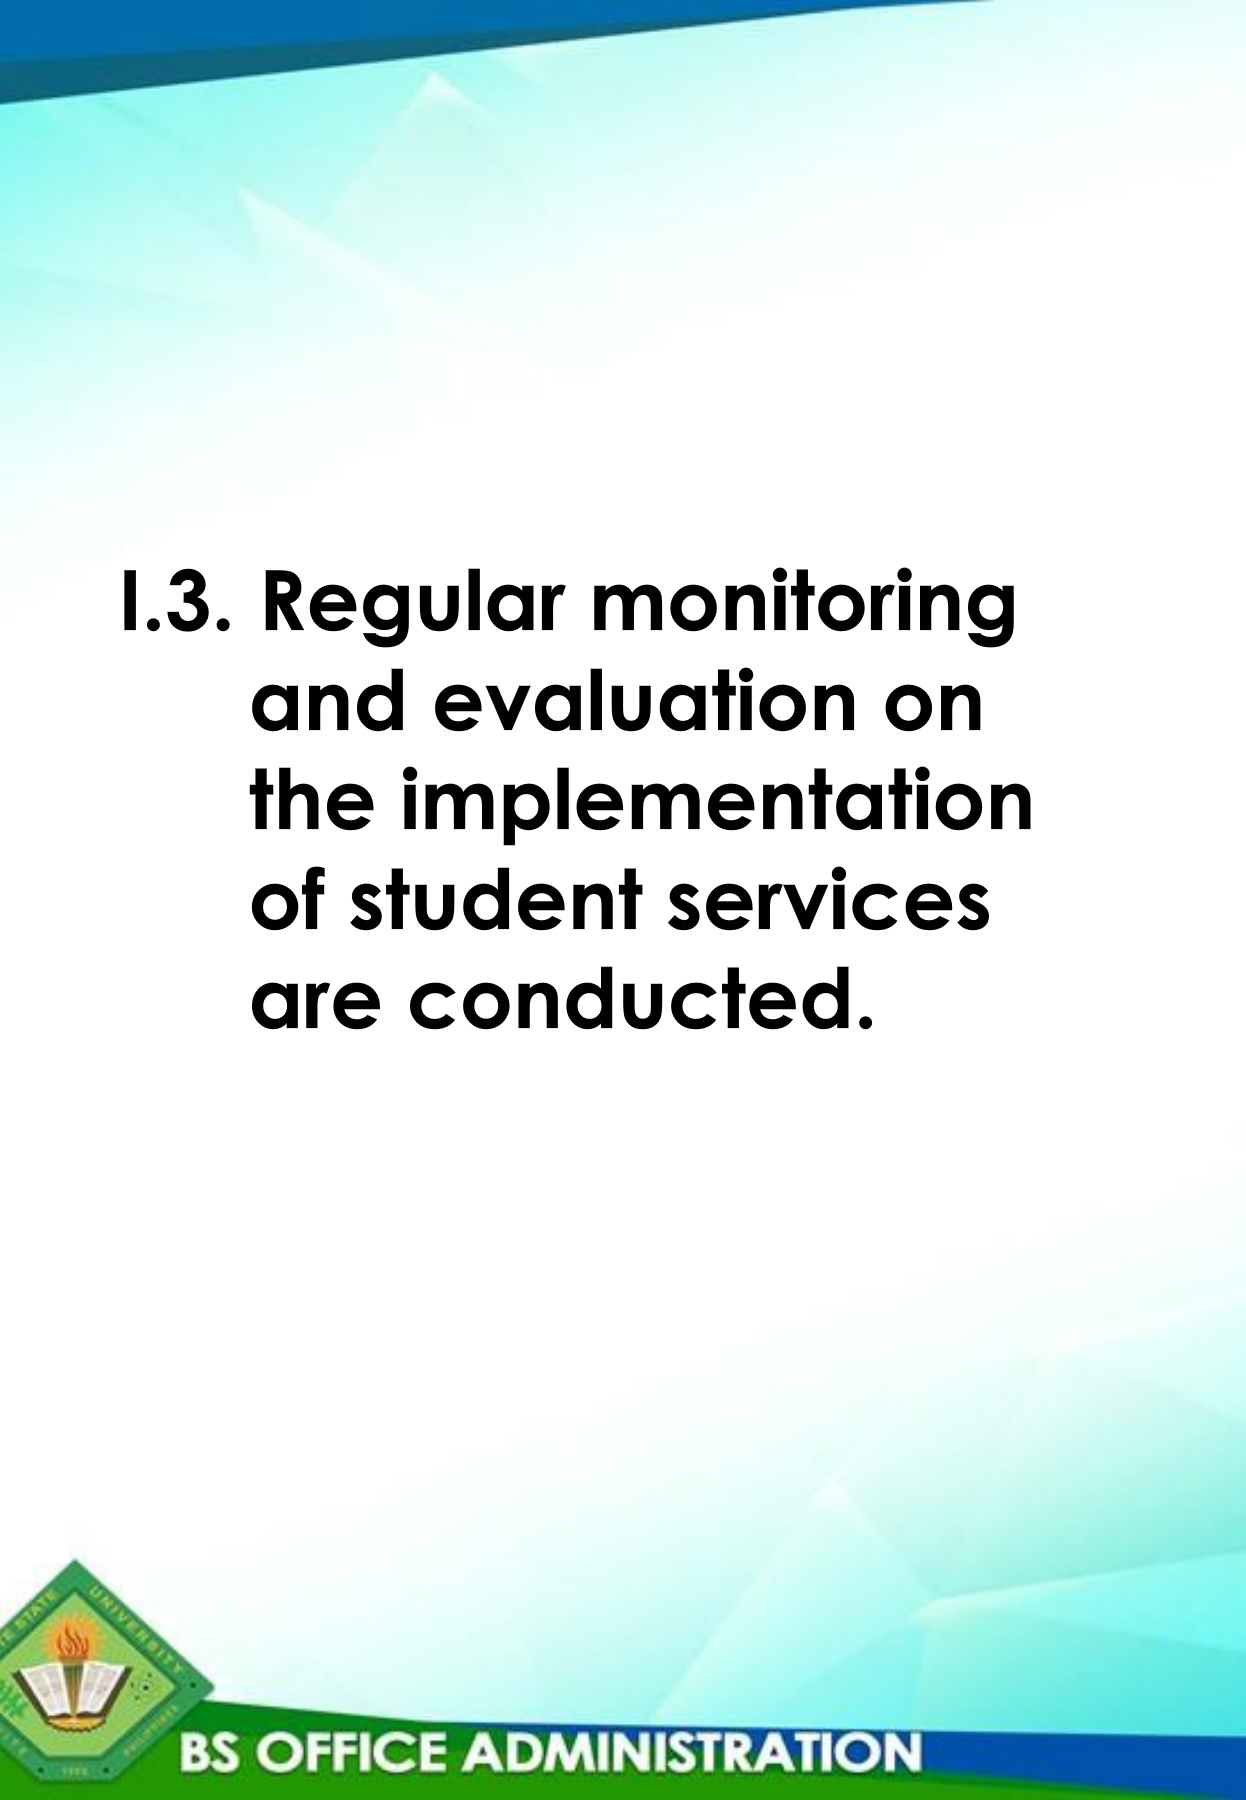 I.3. Regular monitoring
and evaluation on
the implementation
of student services
are conducted.
STATE UNIVERSITY
PHILIPPINES
BS OFFICE ADMINISTRATION